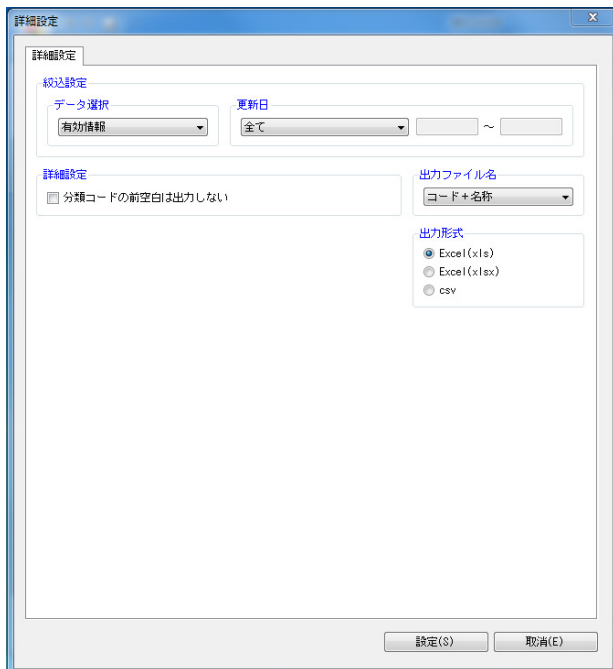 詳細設定
詳細設定
絞込設定
データ選択
更新日
有効情報
全て
～
詳細設定
出力ファイル名
分類コードの前空白は出力しない
コード+名称
出力形式
Excel(xls)
Excel(xlsx)
csv
設定(S)
取消(E)